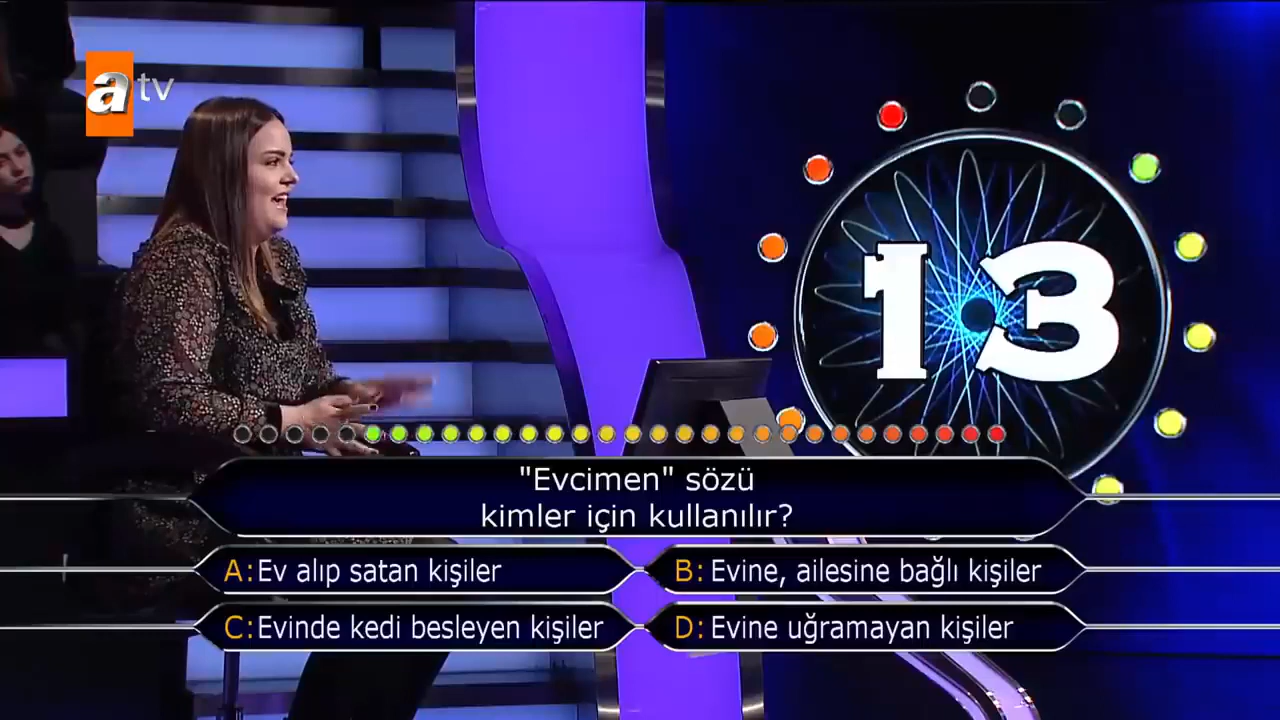 a tv
13
"Evcimen" sözü
kimler için kullanılır?
A: Ev alıp satan kişiler
B: Evine, ailesine bağlı kişiler
C: Evinde kedi besleyen kişiler
D: Evine uğramayan kişiler